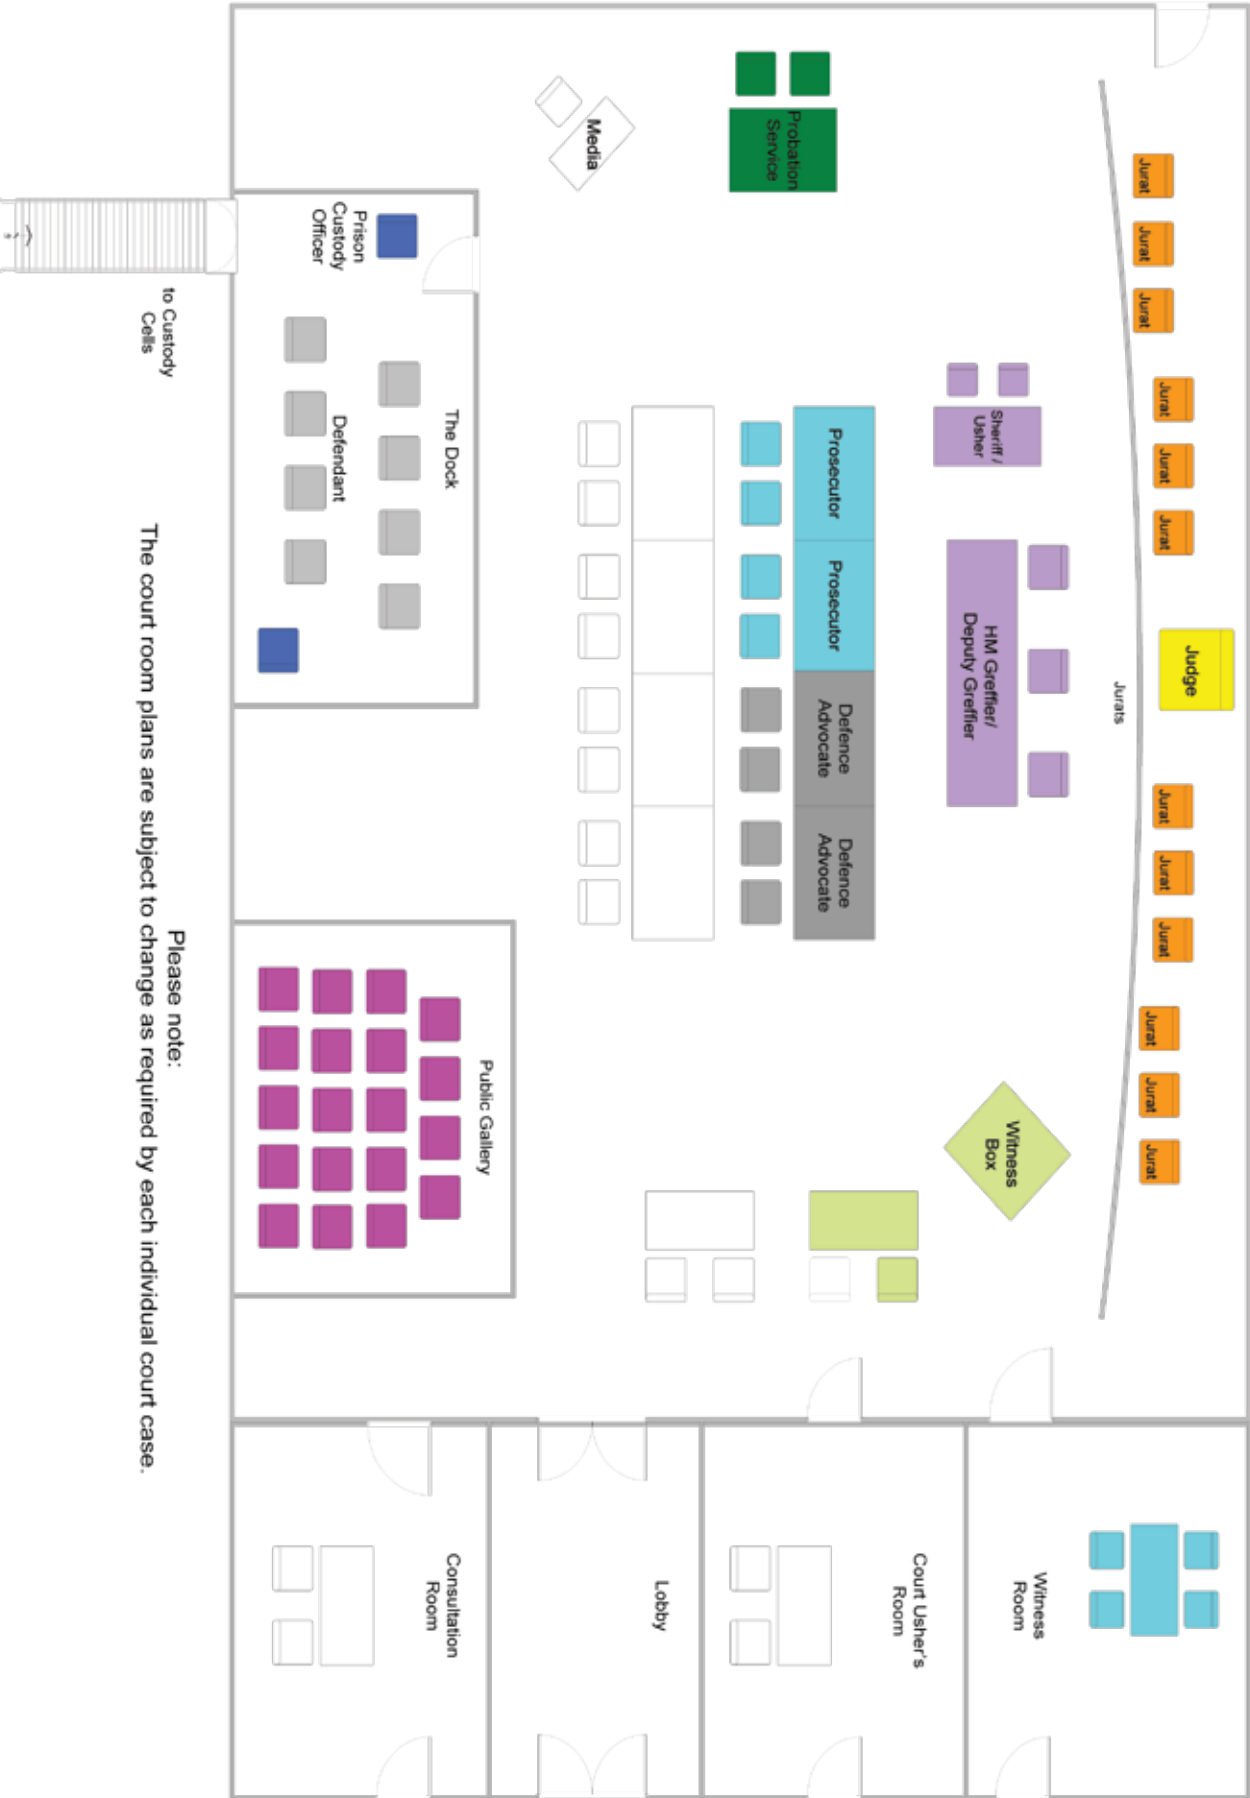 Jurat
Jurat
Jurat
Jurat
Jurat
Jurat
Judge
Jurat
Jurat
Jurat
Jurat
Jurat
Jurat
Jurats
Sheriff /
Usher
HM Greffier/
Deputy Greffier
Witness
Box
Probation
Service
Prosecutor
Prosecutor
Defence
Advocate
Defence
Advocate
Media
The Dock
Prison
Custody
Officer
Defendant
Public Gallery
Witness
Room
Court Usher's
Room
Lobby
Consultation
Room
to Custody
Cells
Please note:
The court room plans are subject to change as required by each individual court case.